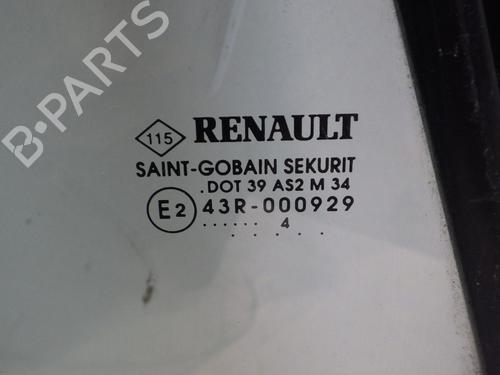 B-PARTS
115 RENAULT
SAINT-GOBAIN SEKURIT
.DOT 39 AS2 M 34
E2 43R-000929
...... 4
. . . . .